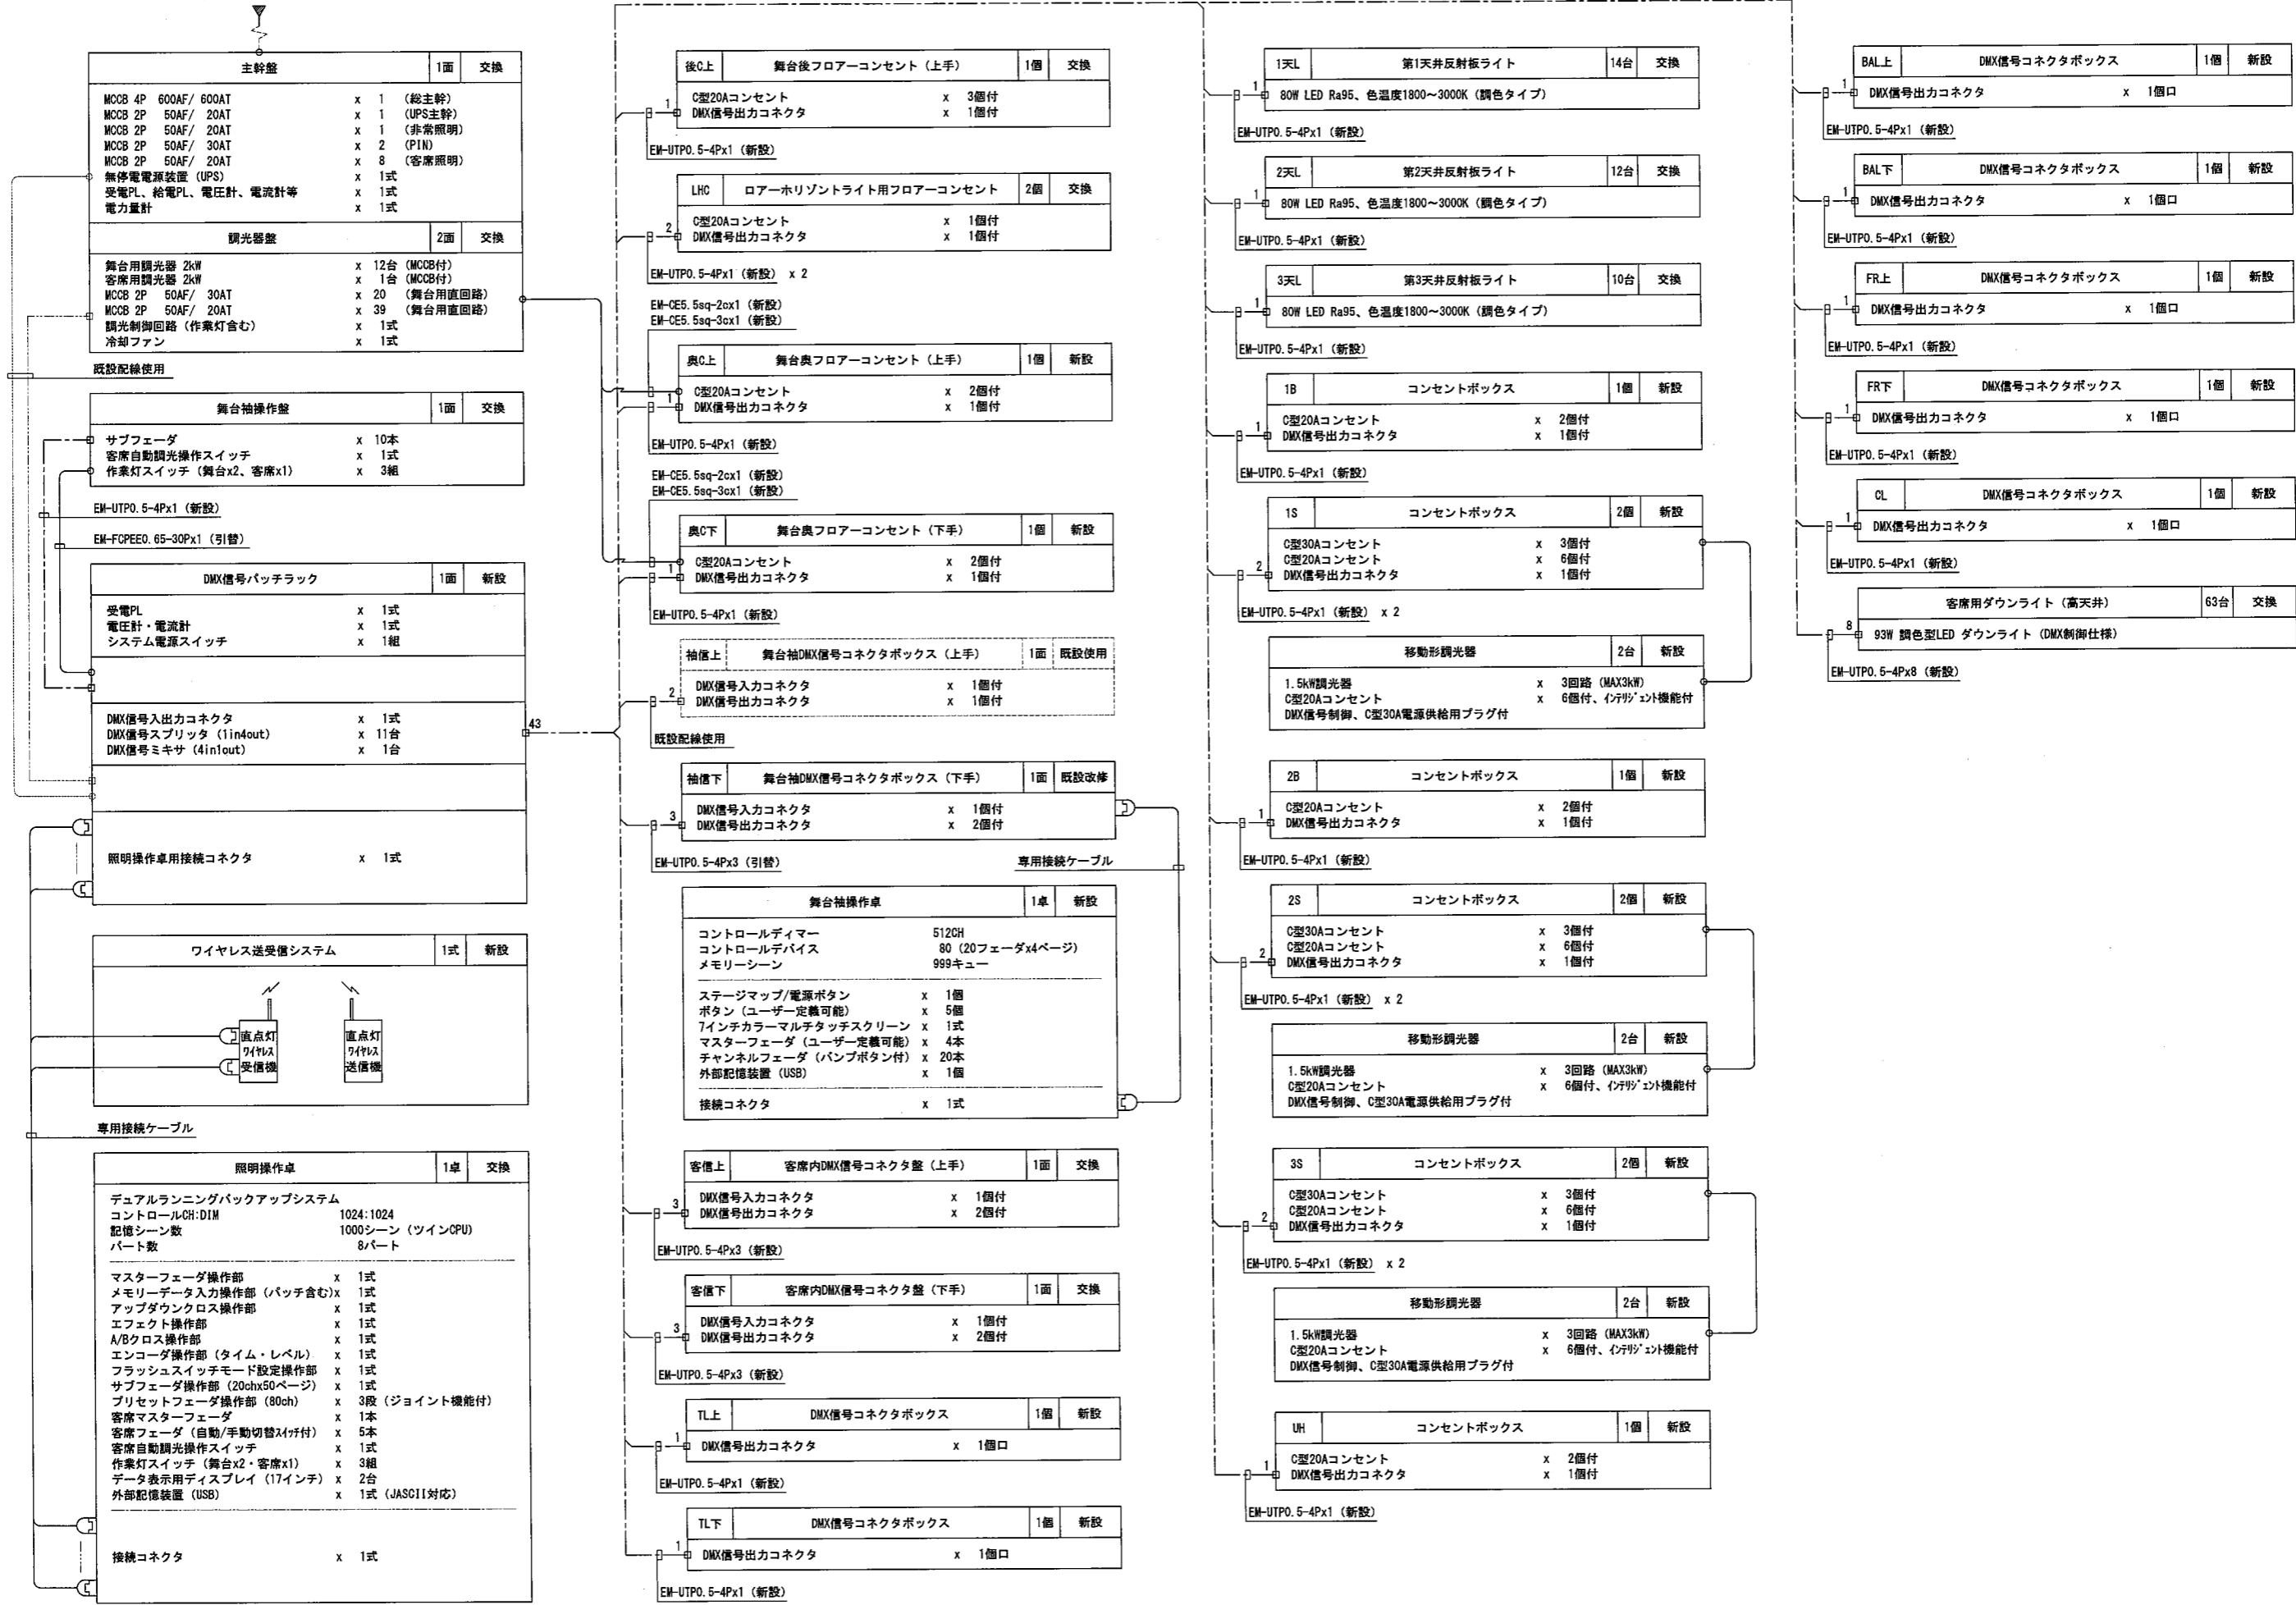 主幹盤 1面 交換
MCCB 4P 600AF/ 600AT x 1 (総主幹)
MCCB 2P 50AF/ 20AT x 1 (UPS主幹)
MCCB 2P 50AF/ 20AT x 1 (非常照明)
MCCB 2P 50AF/ 30AT x 2 (PIN)
MCCB 2P 50AF/ 20AT x 8 (客席照明)
無停電電源装置 (UPS) x 1式
受電PL、給電PL、電圧計、電流計等 x 1式
電力量計 x 1式
調光器盤 2面 交換
舞台用調光器 2kW x 12台 (MCCB付)
客席用調光器 2kW x 1台 (MCCB付)
MCCB 2P 50AF/ 30AT x 20 (舞台用直回路)
MCCB 2P 50AF/ 20AT x 39 (舞台用直回路)
調光制御回路 (作業灯含む) x 1式
冷却ファン x 1式
既設配線使用
舞台袖操作盤 1面 交換
サブフェーダ x 10本
客席自動調光操作スイッチ x 1式
作業灯スイッチ (舞台x2、客席x1) x 3組
EM-UTP0.5-4Px1 (新設)
EM-FCPEE0.65-30Px1 (引替)
DMX信号パッチラック 1面 新設
受電PL x 1式
電圧計・電流計 x 1式
システム電源スイッチ x 1組
DMX信号入出力コネクタ x 1式
DMX信号スプリッタ (1in4out) x 11台
DMX信号ミキサ (4in1out) x 1台
43
照明操作卓用接続コネクタ x 1式
ワイヤレス送受信システム 1式 新設
直点灯 ワイヤレス 受信機
直点灯 ワイヤレス 送信機
専用接続ケーブル
照明操作卓 1卓 交換
デュアルランニングバックアップシステム
コントロールCH:DIM 1024:1024
記憶シーン数 1000シーン (ツインCPU)
パート数 8パート
マスターフェーダ操作部 x 1式
メモリーデータ入力操作部 (パッチ含む) x 1式
アップダウンクロス操作部 x 1式
エフェクト操作部 x 1式
A/Bクロス操作部 x 1式
エンコーダ操作部 (タイム・レベル) x 1式
フラッシュスイッチモード設定操作部 x 1式
サブフェーダ操作部 (20chx50ページ) x 1式
プリセットフェーダ操作部 (80ch) x 3段 (ジョイント機能付)
客席マスターフェーダ x 1本
客席フェーダ (自動/手動切替スイッチ付) x 5本
客席自動調光操作スイッチ x 1式
作業灯スイッチ (舞台x2・客席x1) x 3組
データ表示用ディスプレイ (17インチ) x 2台
外部記憶装置 (USB) x 1式 (JASCII対応)
接続コネクタ x 1式
後C上 舞台後フロアーコンセント (上手) 1個 交換
C型20Aコンセント x 3個付
1 DMX信号出力コネクタ x 1個付
EM-UTP0.5-4Px1 (新設)
LHC ロアーホリゾントライト用フロアーコンセント 2個 交換
C型20Aコンセント x 1個付
2 DMX信号出力コネクタ x 1個付
EM-UTP0.5-4Px1 (新設) x 2
EM-CE5.5sq-2cx1 (新設)
EM-CE5.5sq-3cx1 (新設)
奥C上 舞台奥フロアーコンセント (上手) 1個 新設
C型20Aコンセント x 2個付
1 DMX信号出力コネクタ x 1個付
EM-UTP0.5-4Px1 (新設)
EM-CE5.5sq-2cx1 (新設)
EM-CE5.5sq-3cx1 (新設)
奥C下 舞台奥フロアーコンセント (下手) 1個 新設
C型20Aコンセント x 2個付
1 DMX信号出力コネクタ x 1個付
EM-UTP0.5-4Px1 (新設)
袖信上 舞台袖DMX信号コネクタボックス (上手) 1面 既設使用
DMX信号入力コネクタ x 1個付
2 DMX信号出力コネクタ x 1個付
既設配線使用
袖信下 舞台袖DMX信号コネクタボックス (下手) 1面 既設改修
DMX信号入力コネクタ x 1個付
3 DMX信号出力コネクタ x 2個付
EM-UTP0.5-4Px3 (引替)
専用接続ケーブル
舞台袖操作卓 1卓 新設
コントロールディマー 512CH
コントロールデバイス 80 (20フェーダx4ページ)
メモリーシーン 999キュー
ステージマップ/電源ボタン x 1個
ボタン (ユーザー定義可能) x 5個
7インチカラーマルチタッチスクリーン x 1式
マスターフェーダ (ユーザー定義可能) x 4本
チャンネルフェーダ (バンプボタン付) x 20本
外部記憶装置 (USB) x 1個
接続コネクタ x 1式
客信上 客席内DMX信号コネクタ盤 (上手) 1面 交換
DMX信号入力コネクタ x 1個付
3 DMX信号出力コネクタ x 2個付
EM-UTP0.5-4Px3 (新設)
客信下 客席内DMX信号コネクタ盤 (下手) 1面 交換
DMX信号入力コネクタ x 1個付
3 DMX信号出力コネクタ x 2個付
EM-UTP0.5-4Px3 (新設)
TL上 DMX信号コネクタボックス 1個 新設
1 DMX信号出力コネクタ x 1個口
EM-UTP0.5-4Px1 (新設)
TL下 DMX信号コネクタボックス 1個 新設
1 DMX信号出力コネクタ x 1個口
EM-UTP0.5-4Px1 (新設)
1天L 第1天井反射板ライト 14台 交換
1 80W LED Ra95、色温度1800～3000K (調色タイプ)
EM-UTP0.5-4Px1 (新設)
2天L 第2天井反射板ライト 12台 交換
1 80W LED Ra95、色温度1800～3000K (調色タイプ)
EM-UTP0.5-4Px1 (新設)
3天L 第3天井反射板ライト 10台 交換
1 80W LED Ra95、色温度1800～3000K (調色タイプ)
EM-UTP0.5-4Px1 (新設)
1B コンセントボックス 1個 新設
C型20Aコンセント x 2個付
1 DMX信号出力コネクタ x 1個付
EM-UTP0.5-4Px1 (新設)
1S コンセントボックス 2個 新設
C型30Aコンセント x 3個付
C型20Aコンセント x 6個付
2 DMX信号出力コネクタ x 1個付
EM-UTP0.5-4Px1 (新設) x 2
移動形調光器 2台 新設
1.5kW調光器 x 3回路 (MAX3kW)
C型20Aコンセント x 6個付、インテリジェント機能付
DMX信号制御、C型30A電源供給用プラグ付
2B コンセントボックス 1個 新設
C型20Aコンセント x 2個付
1 DMX信号出力コネクタ x 1個付
EM-UTP0.5-4Px1 (新設)
2S コンセントボックス 2個 新設
C型30Aコンセント x 3個付
C型20Aコンセント x 6個付
2 DMX信号出力コネクタ x 1個付
EM-UTP0.5-4Px1 (新設) x 2
移動形調光器 2台 新設
1.5kW調光器 x 3回路 (MAX3kW)
C型20Aコンセント x 6個付、インテリジェント機能付
DMX信号制御、C型30A電源供給用プラグ付
3S コンセントボックス 2個 新設
C型30Aコンセント x 3個付
C型20Aコンセント x 6個付
2 DMX信号出力コネクタ x 1個付
EM-UTP0.5-4Px1 (新設) x 2
移動形調光器 2台 新設
1.5kW調光器 x 3回路 (MAX3kW)
C型20Aコンセント x 6個付、インテリジェント機能付
DMX信号制御、C型30A電源供給用プラグ付
UH コンセントボックス 1個 新設
C型20Aコンセント x 2個付
1 DMX信号出力コネクタ x 1個付
EM-UTP0.5-4Px1 (新設)
BAL上 DMX信号コネクタボックス 1個 新設
1 DMX信号出力コネクタ x 1個口
EM-UTP0.5-4Px1 (新設)
BAL下 DMX信号コネクタボックス 1個 新設
1 DMX信号出力コネクタ x 1個口
EM-UTP0.5-4Px1 (新設)
FR上 DMX信号コネクタボックス 1個 新設
1 DMX信号出力コネクタ x 1個口
EM-UTP0.5-4Px1 (新設)
FR下 DMX信号コネクタボックス 1個 新設
1 DMX信号出力コネクタ x 1個口
EM-UTP0.5-4Px1 (新設)
CL DMX信号コネクタボックス 1個 新設
1 DMX信号出力コネクタ x 1個口
EM-UTP0.5-4Px1 (新設)
客席用ダウンライト (高天井) 63台 交換
8 93W 調色型LED ダウンライト (DMX制御仕様)
EM-UTP0.5-4Px8 (新設)